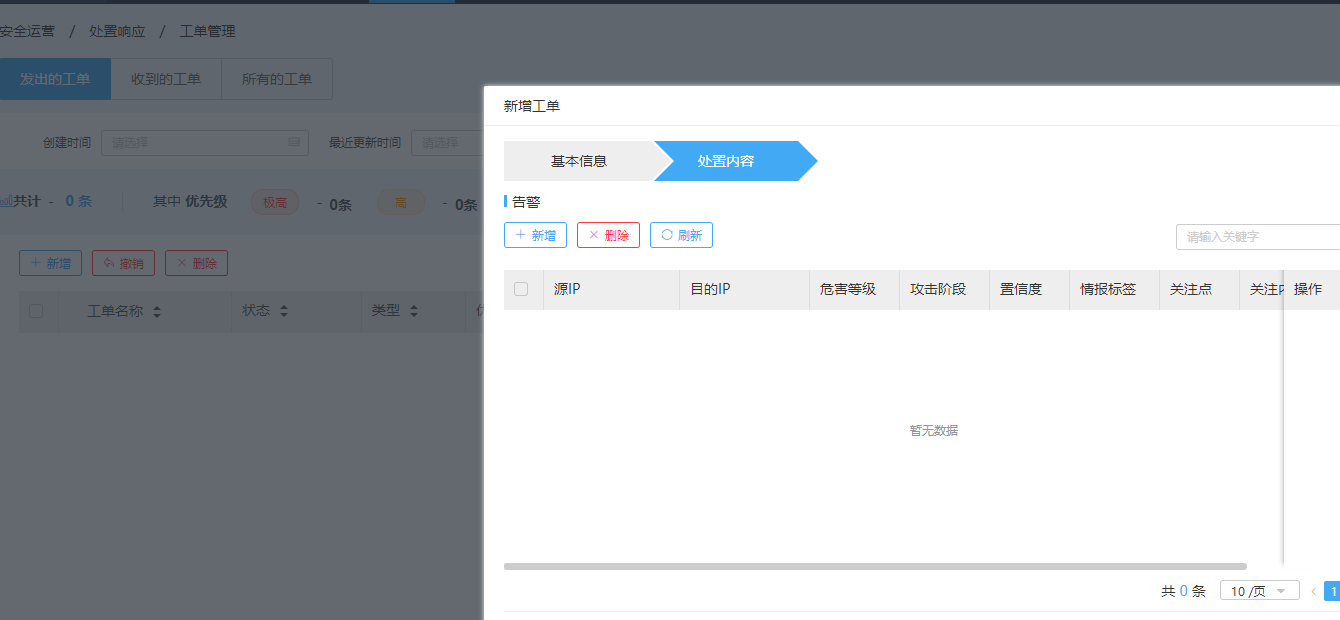 安全运营 / 处置响应 / 工单管理
发出的工单 收到的工单 所有的工单
创建时间 请选择 最近更新时间 请选择
共计 - 0 条 其中 优先级 极高 - 0条 高 - 0条
新增 撤销 删除
工单名称 状态 类型
新增工单
基本信息 处置内容
告警
新增 删除 刷新 请输入关键字
源IP 目的IP 危害等级 攻击阶段 置信度 情报标签 关注点 关注 操作
暂无数据
共 0 条 10 /页 1